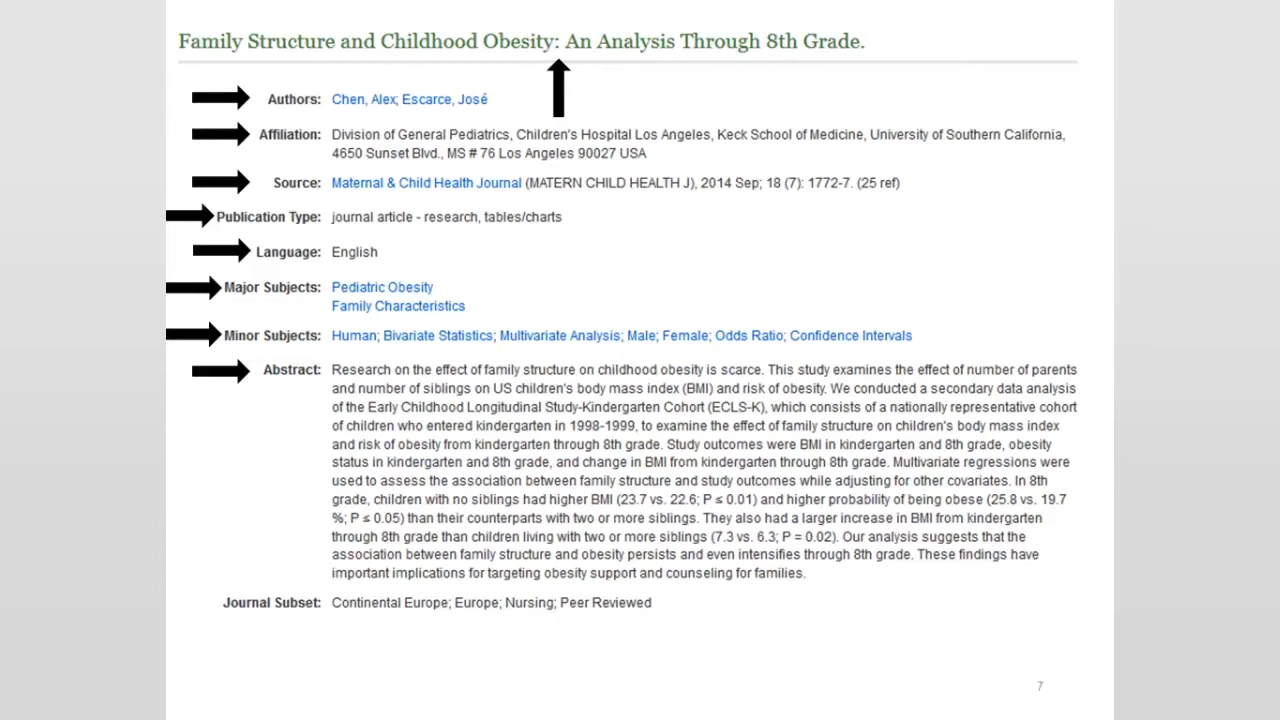 Family Structure and Childhood Obesity: An Analysis Through 8th Grade.
Authors: Chen, Alex; Escarce, José
Affiliation: Division of General Pediatrics, Children's Hospital Los Angeles, Keck School of Medicine, University of Southern California,
4650 Sunset Blvd., MS # 76 Los Angeles 90027 USA
Source: Maternal & Child Health Journal (MATERN CHILD HEALTH J), 2014 Sep; 18 (7): 1772-7. (25 ref)
Publication Type: journal article - research, tables/charts
Language: English
Major Subjects: Pediatric Obesity
Family Characteristics
Minor Subjects: Human; Bivariate Statistics; Multivariate Analysis; Male; Female; Odds Ratio; Confidence Intervals
Abstract: Research on the effect of family structure on childhood obesity is scarce. This study examines the effect of number of parents
and number of siblings on US children's body mass index (BMI) and risk of obesity. We conducted a secondary data analysis
of the Early Childhood Longitudinal Study-Kindergarten Cohort (ECLS-K), which consists of a nationally representative cohort
of children who entered kindergarten in 1998-1999, to examine the effect of family structure on children's body mass index
and risk of obesity from kindergarten through 8th grade. Study outcomes were BMI in kindergarten and 8th grade, obesity
status in kindergarten and 8th grade, and change in BMI from kindergarten through 8th grade. Multivariate regressions were
used to assess the association between family structure and study outcomes while adjusting for other covariates. In 8th
grade, children with no siblings had higher BMI (23.7 vs. 22.6; P ≤ 0.01) and higher probability of being obese (25.8 vs. 19.7
%; P ≤ 0.05) than their counterparts with two or more siblings. They also had a larger increase in BMI from kindergarten
through 8th grade than children living with two or more siblings (7.3 vs. 6.3; P = 0.02). Our analysis suggests that the
association between family structure and obesity persists and even intensifies through 8th grade. These findings have
important implications for targeting obesity support and counseling for families.
Journal Subset: Continental Europe; Europe; Nursing; Peer Reviewed
7